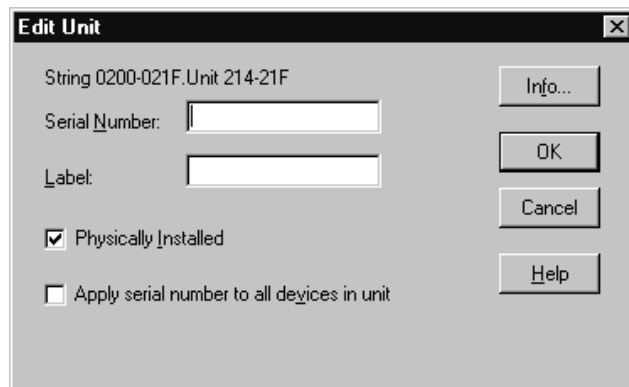 Edit Unit
String 0200-021F.Unit 214-21F
Info...
Serial Number:
OK
Label:
Cancel
Physically Installed
Help
Apply serial number to all devices in unit